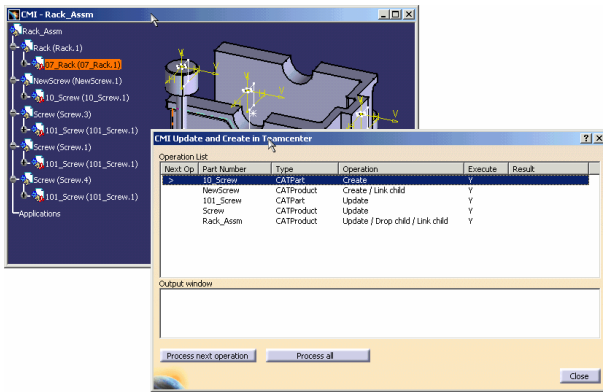 CMI - Rack_Assm
Rack_Assm
Rack (Rack.1)
07_Rack (07_Rack.1)
NewScrew (NewScrew.1)
10_Screw (10_Screw.1)
Screw (Screw.3)
101_Screw (101_Screw.1)
Screw (Screw.1)
101_Screw (101_Screw.1)
Screw (Screw.4)
101_Screw (101_Screw.1)
Applications
CMI Update and Create in Teamcenter
Operation List
Next Op Part Number Type Operation Execute Result
> 10_Screw CATPart Create Y
NewScrew CATProduct Create / Link child Y
101_Screw CATPart Update Y
Screw CATProduct Update Y
Rack_Assm CATProduct Update / Drop child / Link child Y
Output window
Process next operation Process all
Close